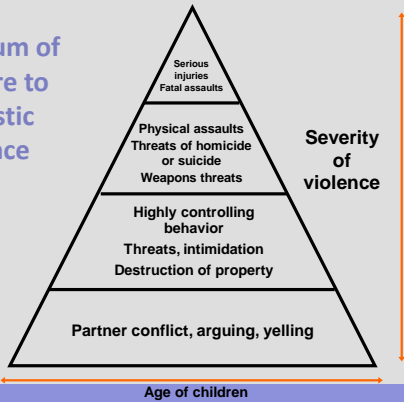 um of
re to
stic
nce
Serious
injuries
Fatal assaults
Physical assaults
Threats of homicide
or suicide
Weapons threats
Severity
of
violence
Highly controlling
behavior
Threats, intimidation
Destruction of property
Partner conflict, arguing, yelling
Age of children